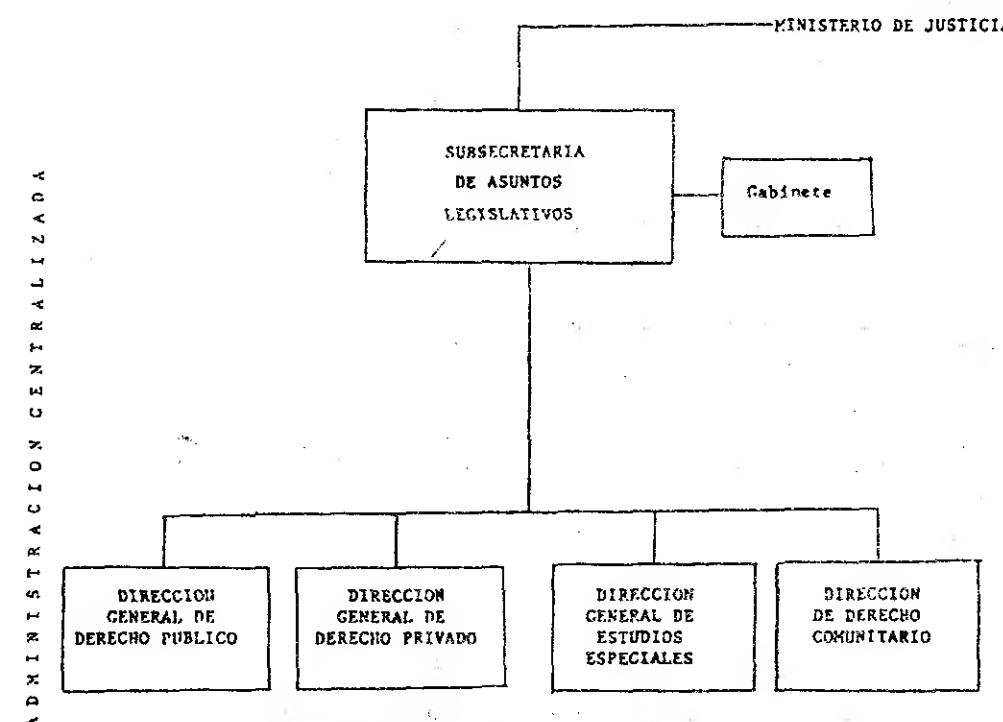 MINISTERIO DE JUSTICIA
SUBSECRETARIA
DE ASUNTOS
LEGISLATIVOS
Gabinete
ADMINISTRACION CENTRALIZADA
DIRECCION
GENERAL DE
DERECHO PUBLICO
DIRECCION
GENERAL DE
DERECHO PRIVADO
DIRECCION
GENERAL DE
ESTUDIOS
ESPECIALES
DIRECCION
DE DERECHO
COMUNITARIO